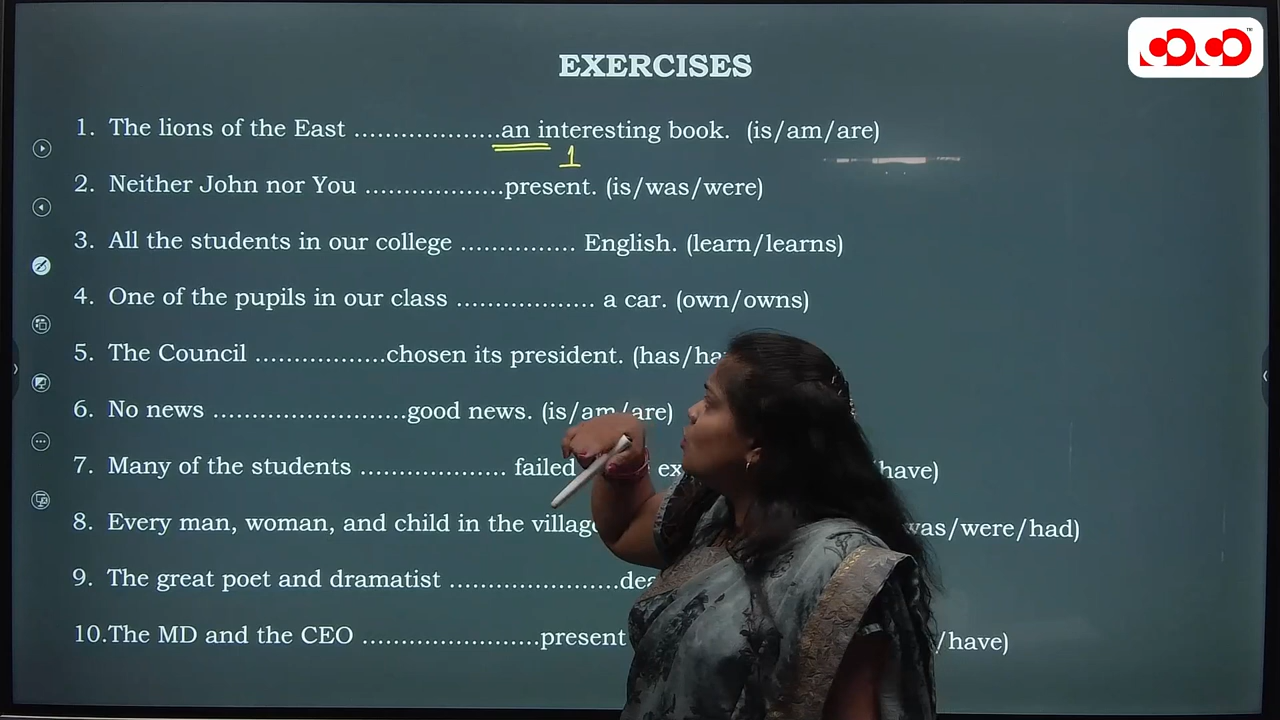 EXERCISES
1. The lions of the East ....................an interesting book. (is/am/are)
1
2. Neither John nor You ...................present. (is/was/were)
3. All the students in our college ............... English. (learn/learns)
4. One of the pupils in our class .................. a car. (own/owns)
5. The Council .................chosen its president. (has/ha
6. No news .........................good news. (is/am/are)
7. Many of the students ................... failed ex have)
8. Every man, woman, and child in the village was/were/had)
9. The great poet and dramatist ......................dea
10.The MD and the CEO .......................present /have)